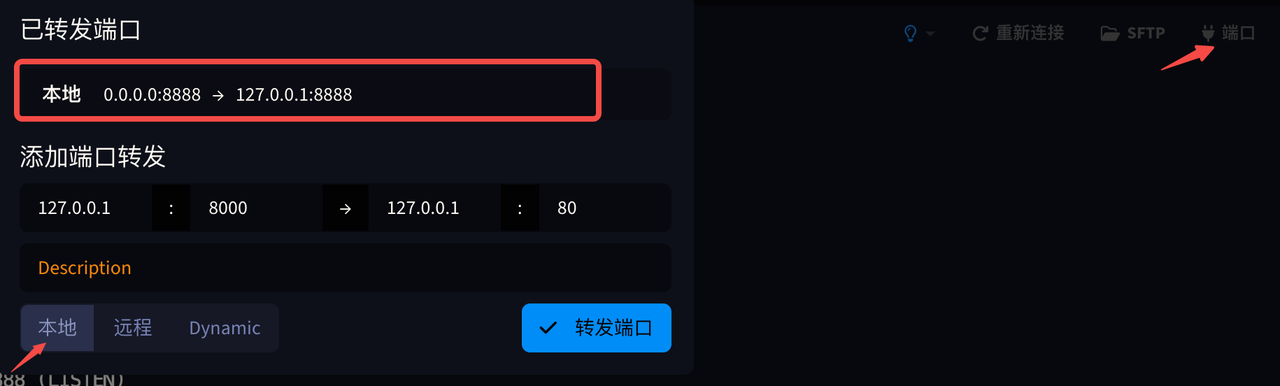 已转发端口
重新连接 SFTP 端口
本地 0.0.0.0:8888 → 127.0.0.1:8888
添加端口转发
127.0.0.1 : 8000 → 127.0.0.1 : 80
Description
本地 远程 Dynamic 转发端口
888 (LISTEN)